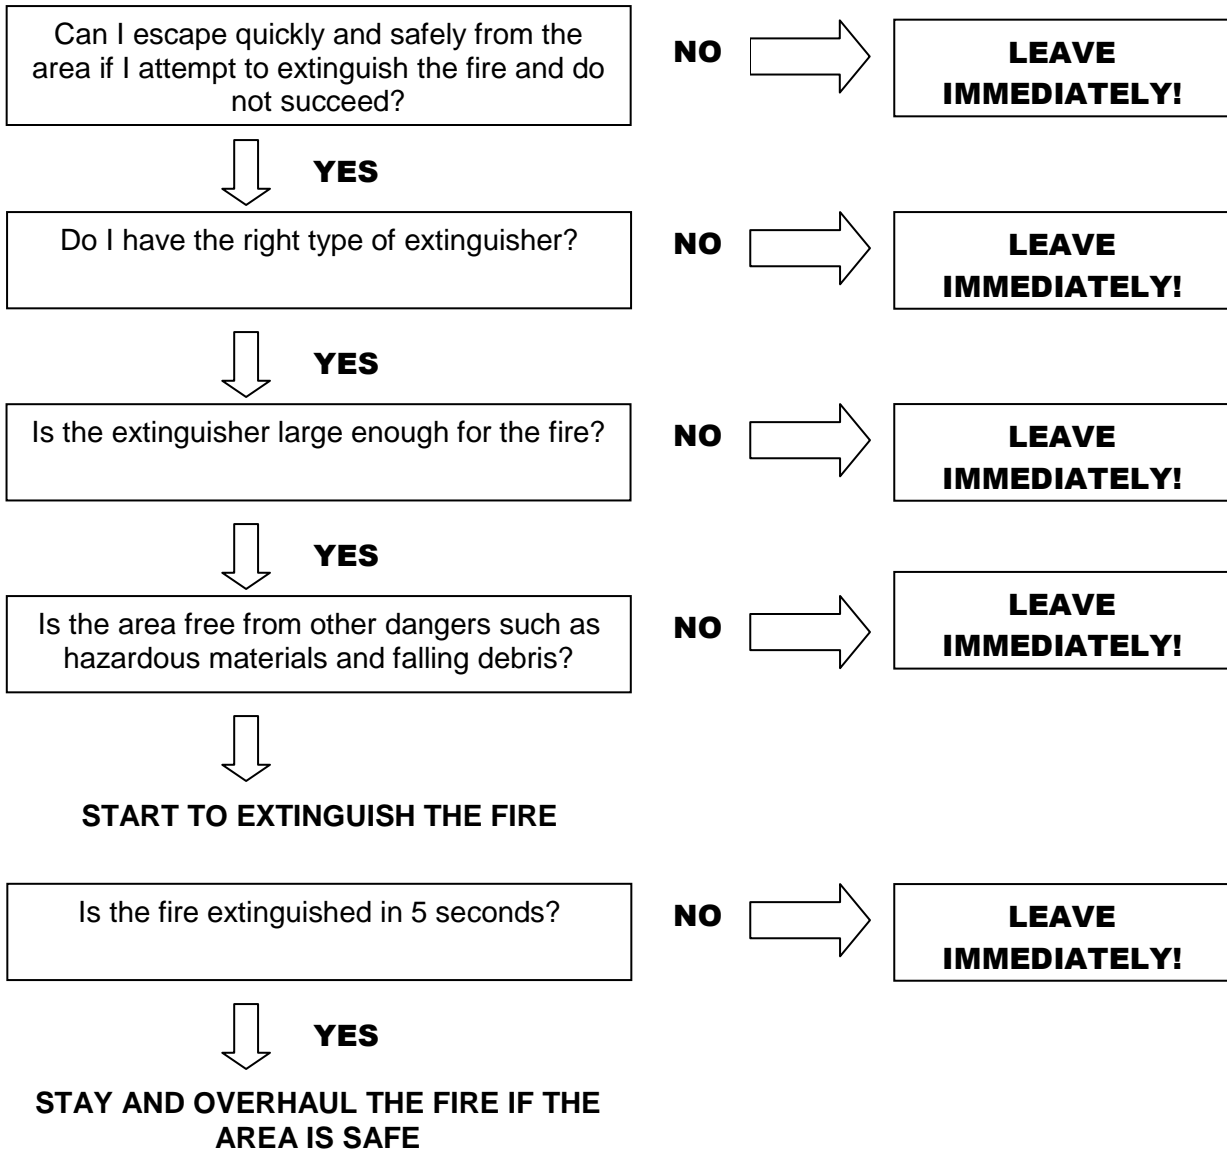 Can I escape quickly and safely from the
area if I attempt to extinguish the fire and do
not succeed?
NO
LEAVE
IMMEDIATELY!
YES
Do I have the right type of extinguisher?
NO
LEAVE
IMMEDIATELY!
YES
Is the extinguisher large enough for the fire?
NO
LEAVE
IMMEDIATELY!
YES
Is the area free from other dangers such as
hazardous materials and falling debris?
NO
LEAVE
IMMEDIATELY!
START TO EXTINGUISH THE FIRE
Is the fire extinguished in 5 seconds?
NO
LEAVE
IMMEDIATELY!
YES
STAY AND OVERHAUL THE FIRE IF THE
AREA IS SAFE